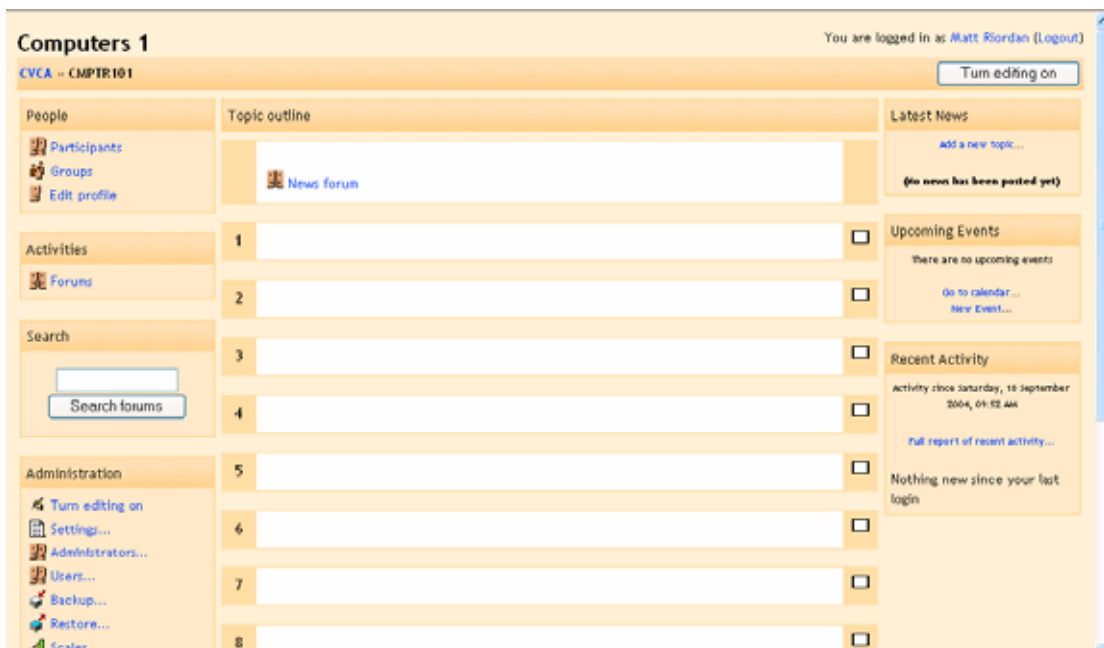 Computers 1
You are logged in as Matt Riordan (Logout)
CVCA » CMPTR101
Turn editing on
People
Participants
Groups
Edit profile
Activities
Forums
Search
Search forums
Administration
Turn editing on
Settings...
Administrators...
Users...
Backup...
Restore...
Scales...
Topic outline
News forum
1
2
3
4
5
6
7
8
Latest News
Add a new topic...
(No news has been posted yet)
Upcoming Events
There are no upcoming events
Go to calendar...
New Event...
Recent Activity
Activity since Saturday, 18 September
2004, 09:52 AM
Full report of recent activity...
Nothing new since your last
login